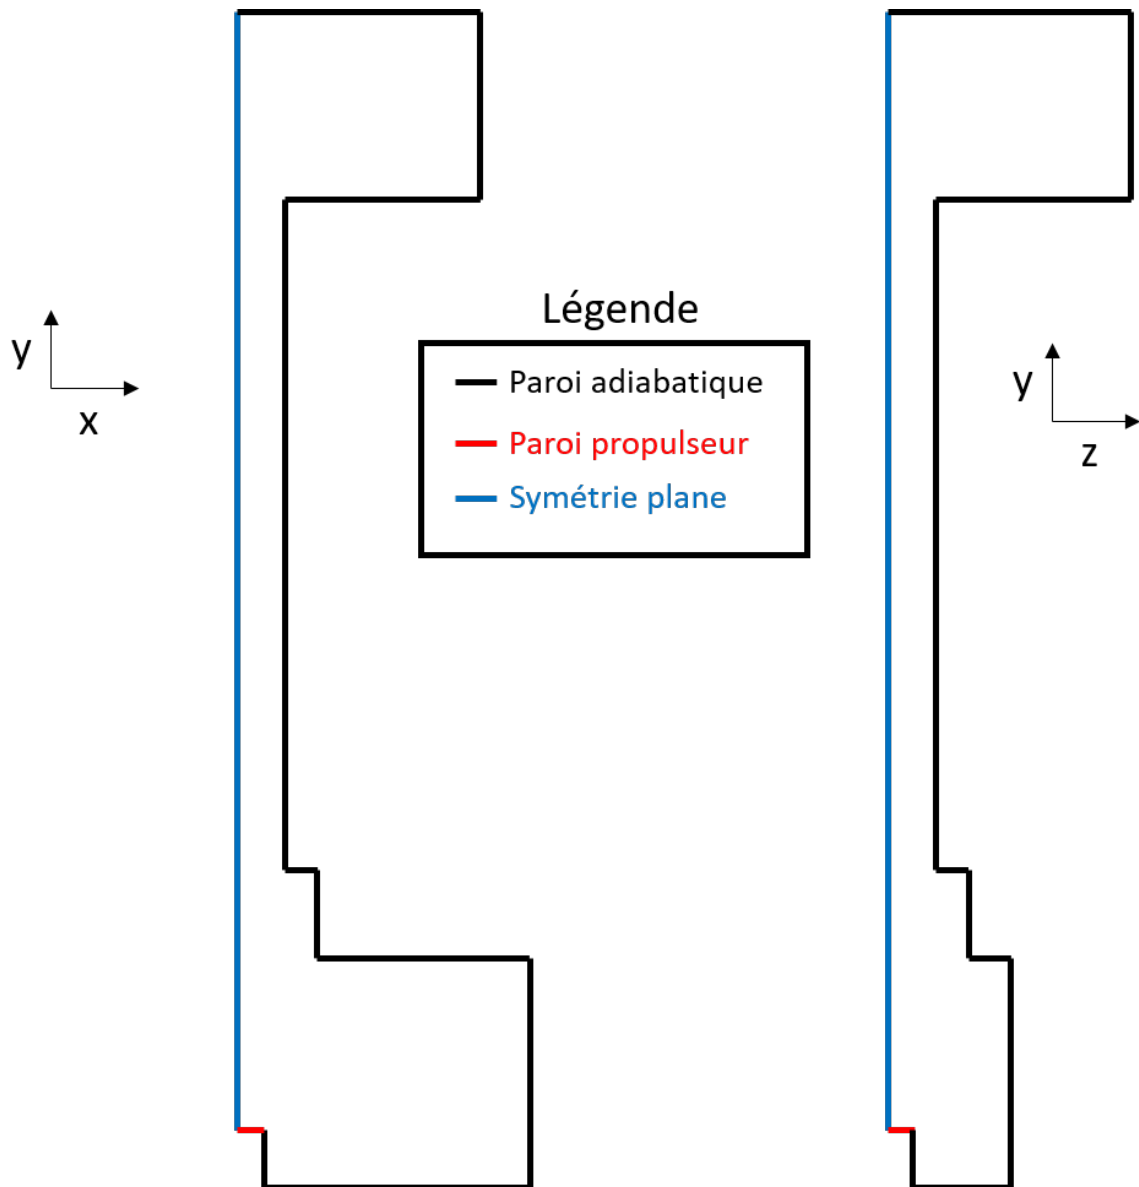 Légende
Paroi adiabatique
Paroi propulseur
Symétrie plane
y
x
y
z